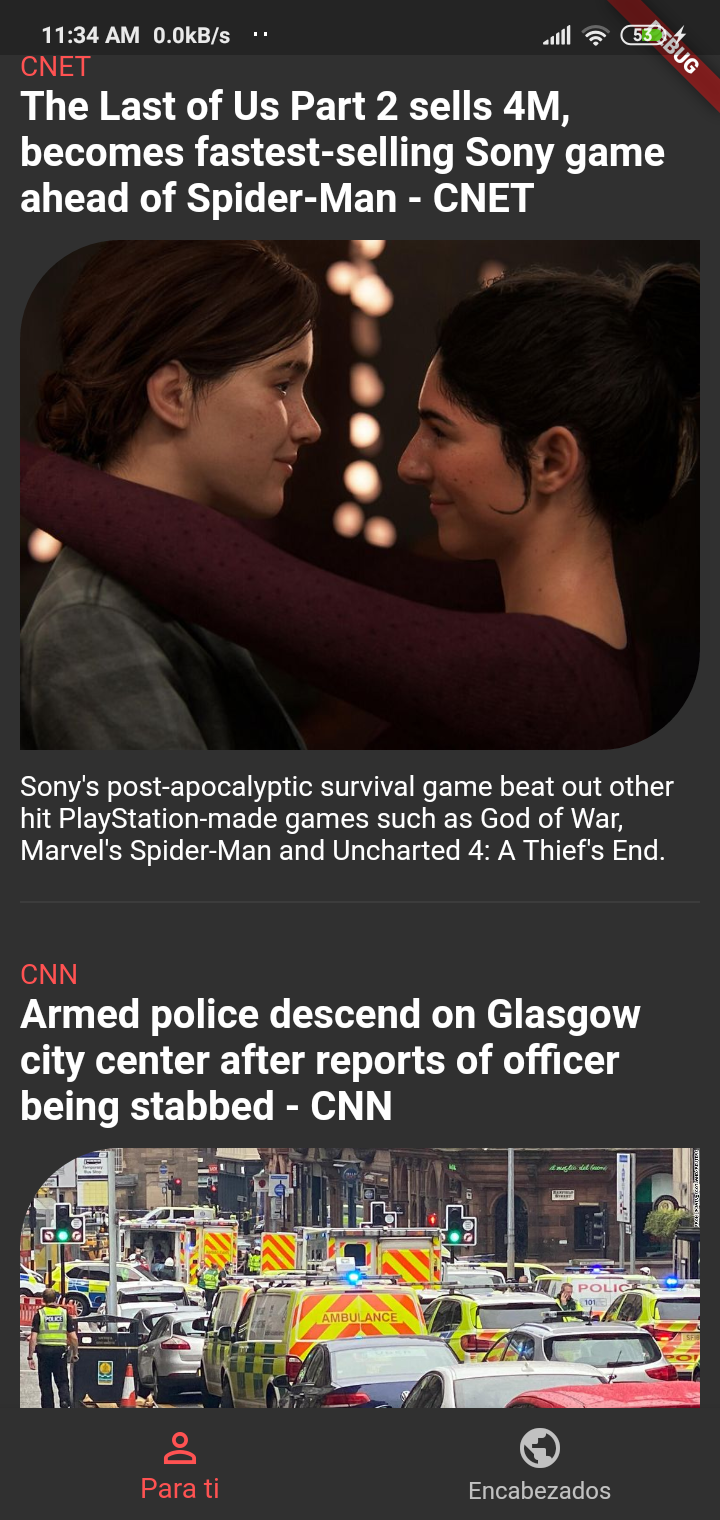 11:34 AM 0.0kB/s
53
DEBUG
CNET
The Last of Us Part 2 sells 4M,
becomes fastest-selling Sony game
ahead of Spider-Man - CNET
Sony's post-apocalyptic survival game beat out other
hit PlayStation-made games such as God of War,
Marvel's Spider-Man and Uncharted 4: A Thief's End.
CNN
Armed police descend on Glasgow
city center after reports of officer
being stabbed - CNN
POLICE
AMBULANCE
POLICE
101
Para ti
Encabezados